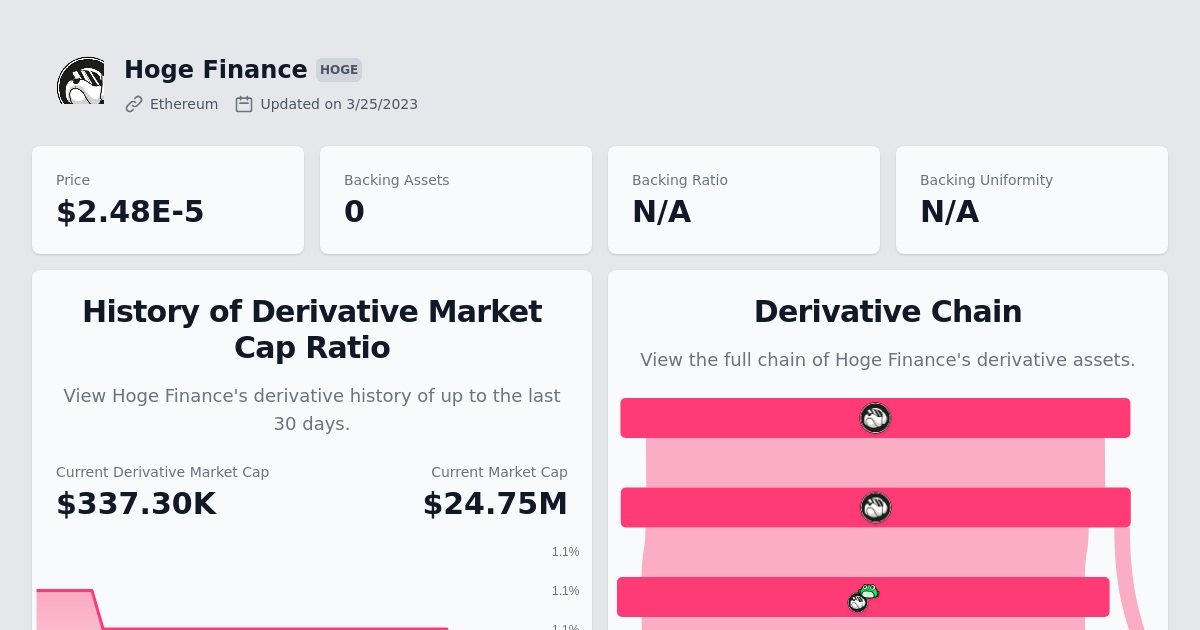 Hoge Finance HOGE
Ethereum Updated on 3/25/2023
Price
$2.48E-5
Backing Assets
0
Backing Ratio
N/A
Backing Uniformity
N/A
History of Derivative Market
Cap Ratio
View Hoge Finance's derivative history of up to the last
30 days.
Current Derivative Market Cap
$337.30K
Current Market Cap
$24.75M
1.1%
1.1%
1.1%
Derivative Chain
View the full chain of Hoge Finance's derivative assets.